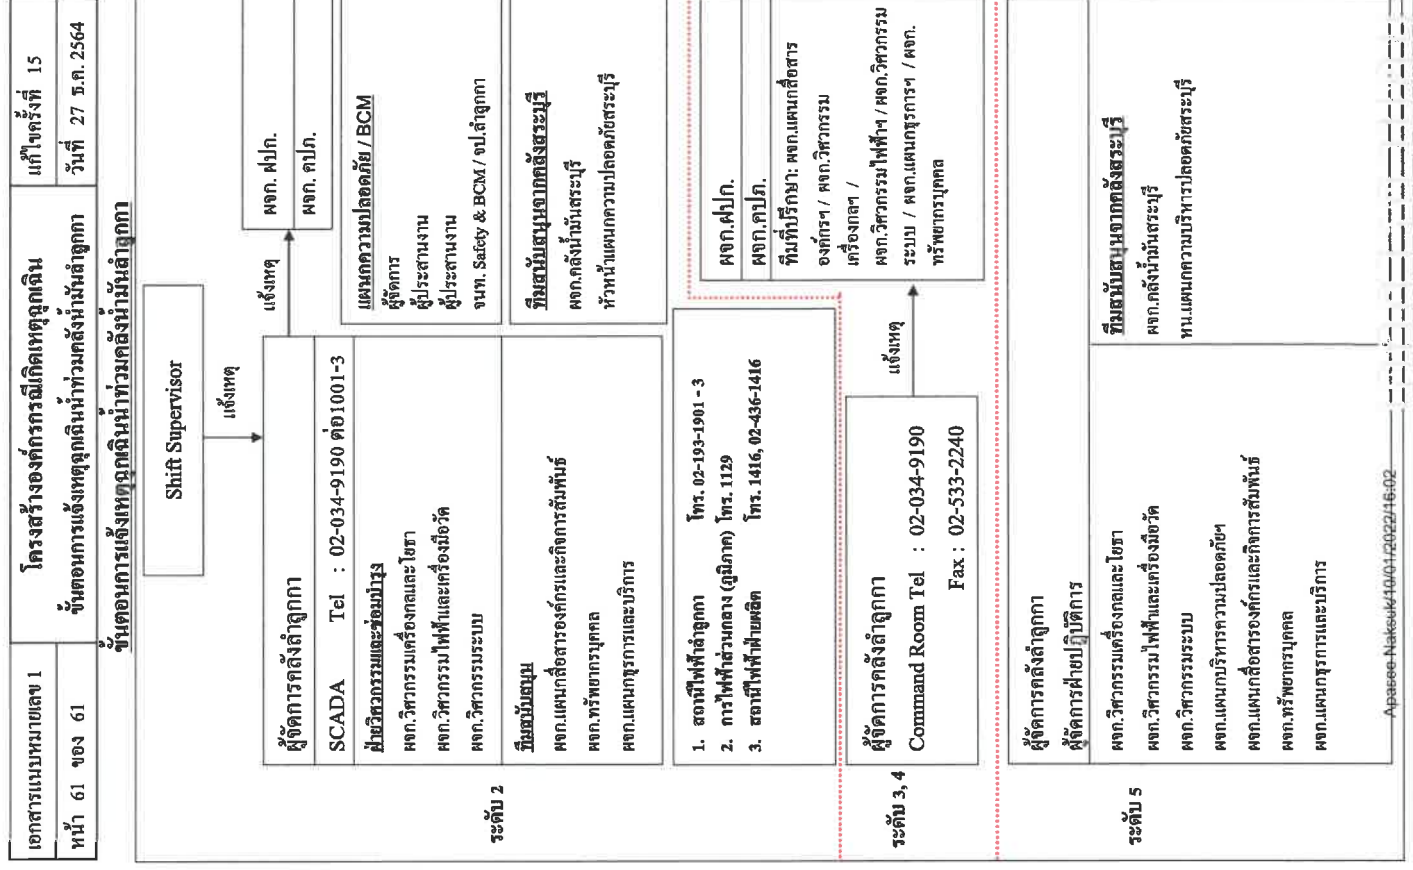 เอกสารแนบหมายเลข 1
หน้า 61 ของ 61
โครงสร้างองค์กรกรณีเกิดเหตุฉุกเฉิน
ขั้นตอนการแจ้งเหตุฉุกเฉินน้ำท่วมคลังน้ำมันลำลูกกา
แก้ไขครั้งที่ 15
วันที่ 27 ธ.ค. 2564
ขั้นตอนการแจ้งเหตุฉุกเฉินน้ำท่วมคลังน้ำมันลำลูกกา
Shift Supervisor
แจ้งเหตุ
ระดับ 2
ผู้จัดการคลังลำลูกกา
SCADA Tel : 02-034-9190 ต่อ1001-3
ฝ่ายวิศวกรรมและซ่อมบำรุง
ผจก.วิศวกรรมเครื่องกลและโยธา
ผจก.วิศวกรรมไฟฟ้าและเครื่องมือวัด
ผจก.วิศวกรรมระบบ
ทีมสนับสนุน
ผจก.แผนกสื่อสารองค์กรและกิจการสัมพันธ์
ผจก.ทรัพยากรบุคคล
ผจก.แผนกธุรการและบริการ
แจ้งเหตุ
ผจก. ฝปภ.
ผจก. คปภ.
แผนกความปลอดภัย / BCM
ผู้จัดการ
ผู้ประสานงาน
ผู้ประสานงาน
จนท. Safety & BCM / จป.ลำลูกกา
ทีมสนับสนุนจากคลังสระบุรี
ผจก.คลังน้ำมันสระบุรี
หัวหน้าแผนกความปลอดภัยสระบุรี
1. สถานีไฟฟ้าลำลูกกา โทร. 02-193-1901 - 3
2. การไฟฟ้าส่วนกลาง (ภูมิภาค) โทร. 1129
3. สถานีไฟฟ้าฝ่ายผลิต โทร. 1416, 02-436-1416
ระดับ 3, 4
ผู้จัดการคลังลำลูกกา
Command Room Tel : 02-034-9190
Fax : 02-533-2240
แจ้งเหตุ
ผจก.ฝปภ.
ผจก.คปภ.
ทีมที่ปรึกษา: ผจก.แผนกสื่อสาร
องค์กรฯ / ผจก.วิศวกรรม
เครื่องกลฯ /
ผจก.วิศวกรรมไฟฟ้าฯ / ผจก.วิศวกรรม
ระบบ / ผจก.แผนกธุรการฯ / ผจก.
ทรัพยากรบุคคล
ระดับ 5
ผู้จัดการคลังลำลูกกา
ผู้จัดการฝ่ายปฏิบัติการ
ผจก.วิศวกรรมเครื่องกลและโยธา
ผจก.วิศวกรรมไฟฟ้าและเครื่องมือวัด
ผจก.วิศวกรรมระบบ
ผจก.แผนกบริหารความปลอดภัยฯ
ผจก.แผนกสื่อสารองค์กรและกิจการสัมพันธ์
ผจก.ทรัพยากรบุคคล
ผจก.แผนกธุรการและบริการ
ทีมสนับสนุนจากคลังสระบุรี
ผจก.คลังน้ำมันสระบุรี
หน.แผนกความบริหารปลอดภัยสระบุรี
Apasee Naksuk/10/01/2022/16:02